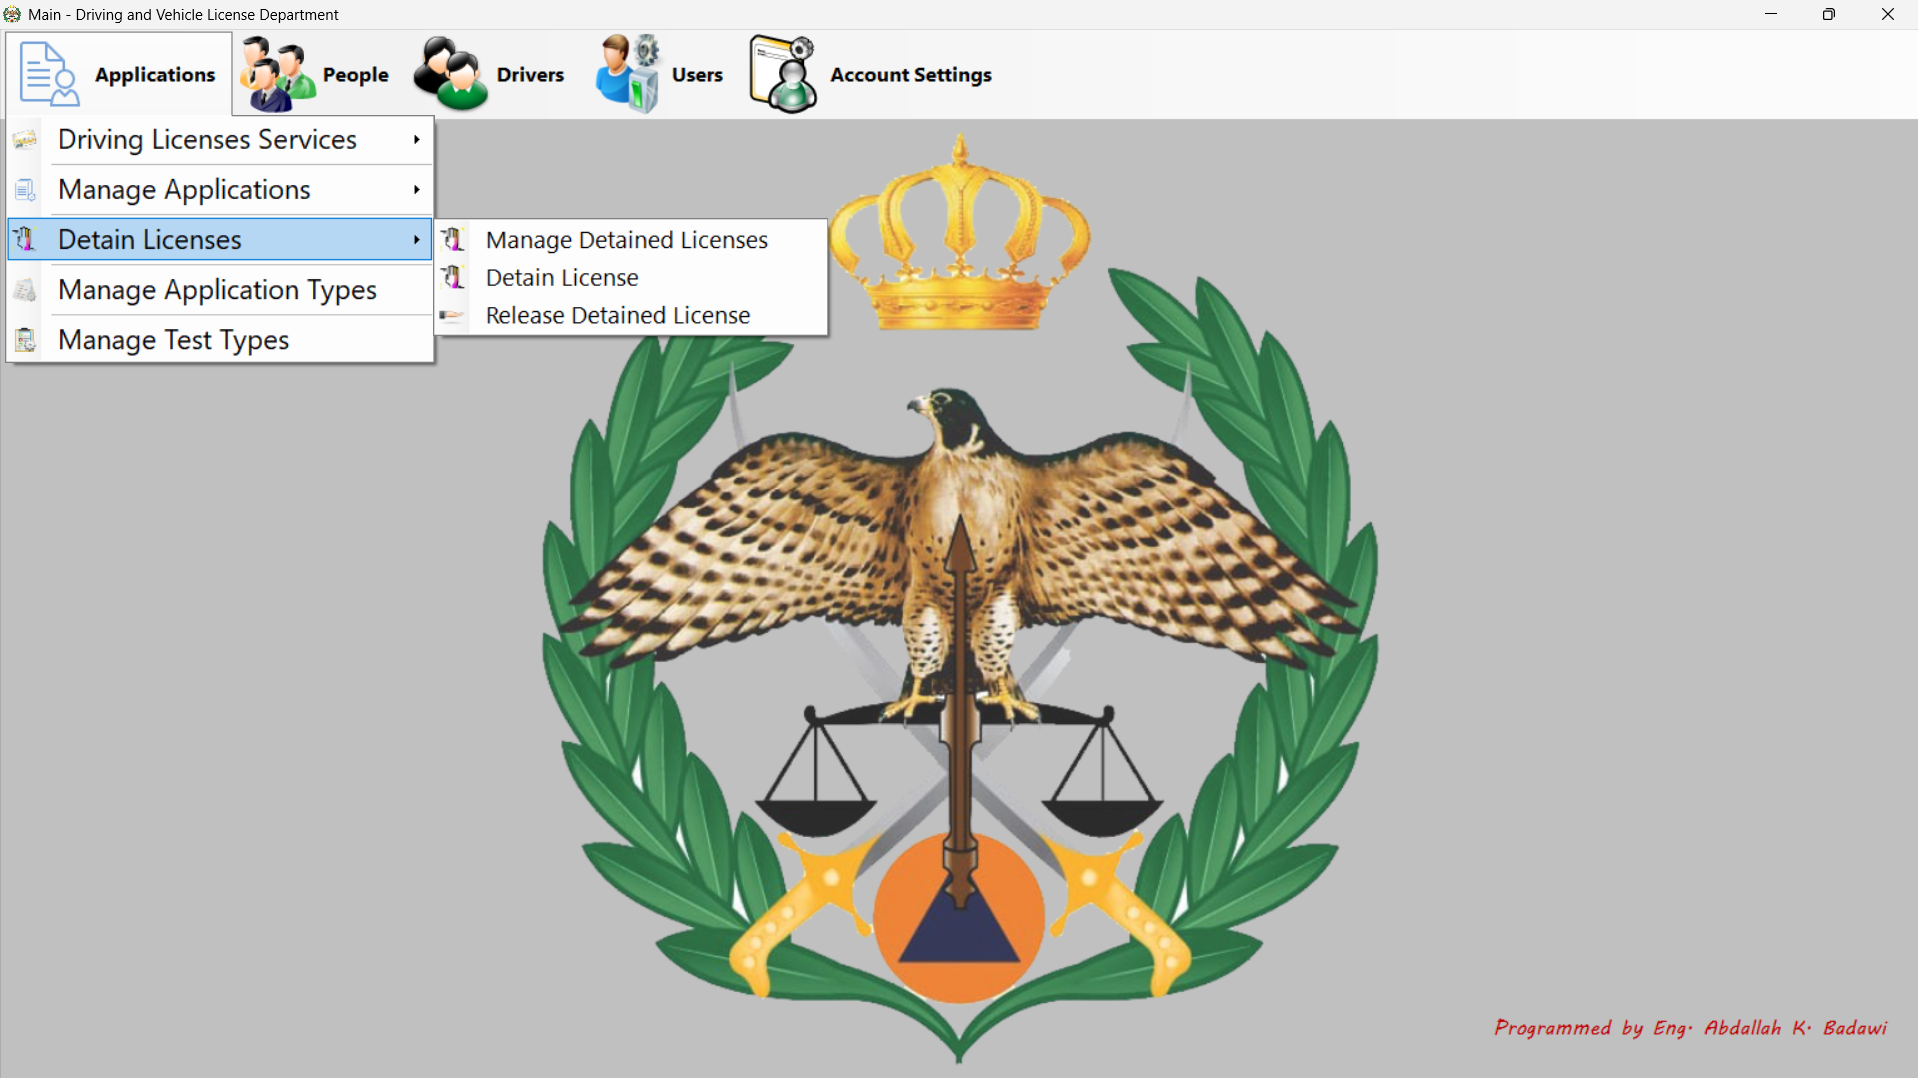 Main - Driving and Vehicle License Department
Applications
People
Drivers
Users
Account Settings
Driving Licenses Services
Manage Applications
Detain Licenses
Manage Application Types
Manage Test Types
Manage Detained Licenses
Detain License
Release Detained License
Programmed by Eng. Abdallah K. Badawi